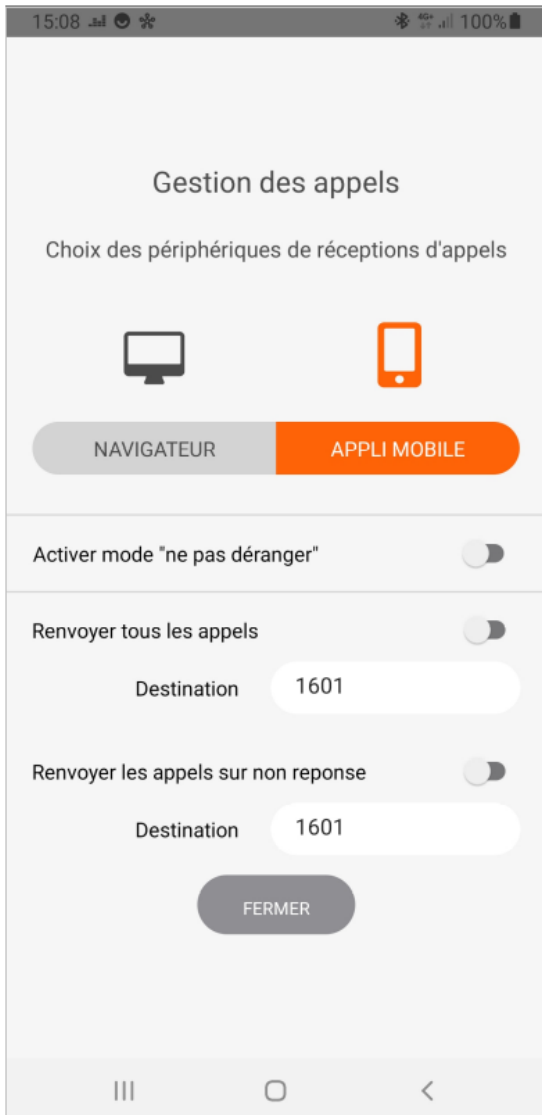 15:08 4G+ 100%
Gestion des appels
Choix des périphériques de réceptions d'appels
NAVIGATEUR APPLI MOBILE
Activer mode "ne pas déranger"
Renvoyer tous les appels
Destination 1601
Renvoyer les appels sur non reponse
Destination 1601
FERMER